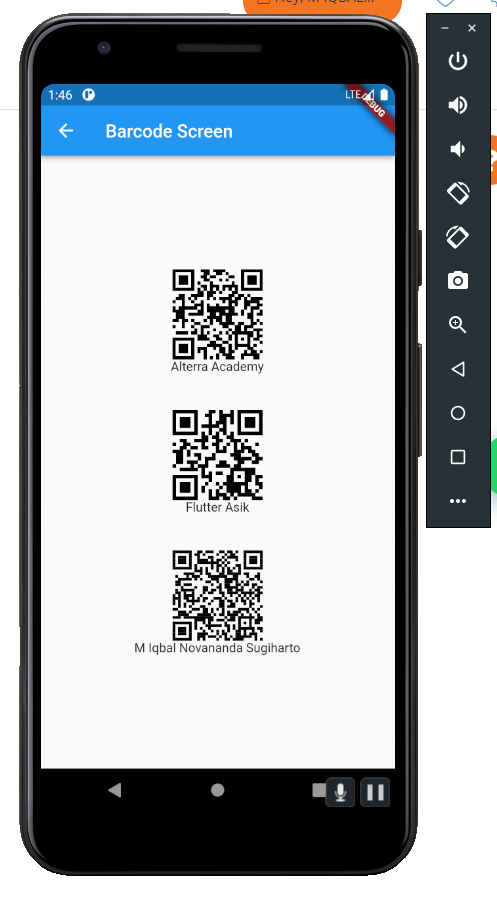 Hey, M IQBAL...
1:46
LTE
DEBUG
Barcode Screen
Alterra Academy
Flutter Asik
M Iqbal Novananda Sugiharto